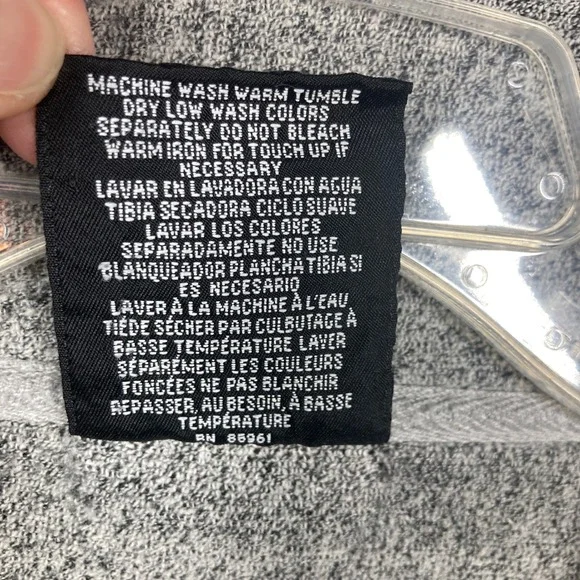 MACHINE WASH WARM TUMBLE
DRY LOW WASH COLORS
SEPARATELY DO NOT BLEACH
WARM IRON FOR TOUCH UP IF
NECESSARY
LAVAR EN LAVADORA CON AGUA
TIBIA SECADORA CICLO SUAVE
LAVAR LOS COLORES
SEPARADAMENTE NO USE
BLANQUEADOR PLANCHA TIBIA SI
ES NECESARIO
LAVER À LA MACHINE À L'EAU
TIÉDE SÉCHER PAR CULBUTAGE À
BASSE TEMPÉRATURE LAVER
SÉPARÉMENT LES COULEURS
FONCÉES NE PAS BLANCHIR
REPASSER, AU BESOIN, À BASSE
TEMPÉRATURE
RN 85961